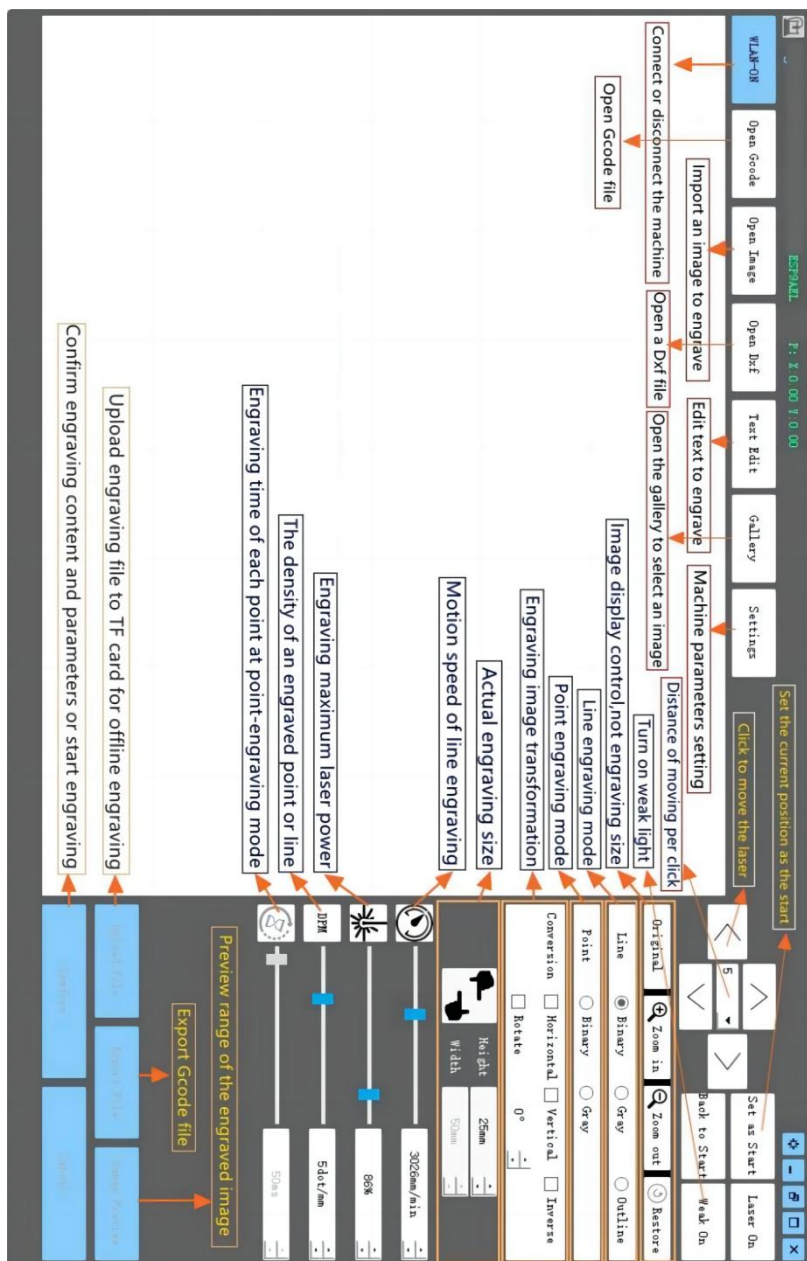 ESP9AEL P: X:0.00 Y:0.00
WLAN-ON
Open Gcode
Open Image
Open Dxf
Text Edit
Gallery
Settings
Set as Start
Laser On
Back to Start
Weak On
5
Set the current position as the start
Click to move the laser
Import an image to engrave
Edit text to engrave
Machine parameters setting
Distance of moving per click
Connect or disconnect the machine
Open a Dxf file
Open the gallery to select an image
Turn on weak light
Open Gcode file
Image display control,not engraving size
Line engraving mode
Point engraving mode
Engraving image transformation
Actual engraving size
Motion speed of line engraving
Engraving maximum laser power
The density of an engraved point or line
Engraving time of each point at point-engraving mode
Upload engraving file to TF card for offline engraving
Confirm engraving content and parameters or start engraving
Original
Zoom in
Zoom out
Restore
Line
Binary
Gray
Outline
Point
Binary
Gray
Conversion
Horizontal
Vertical
Inverse
Rotate
0°
Height
25mm
Width
50mm
3026mm/min
86%
DPM
5dot/mm
50ms
Preview range of the engraved image
Export Gcode file
Export File
Frame Preview
Confirm